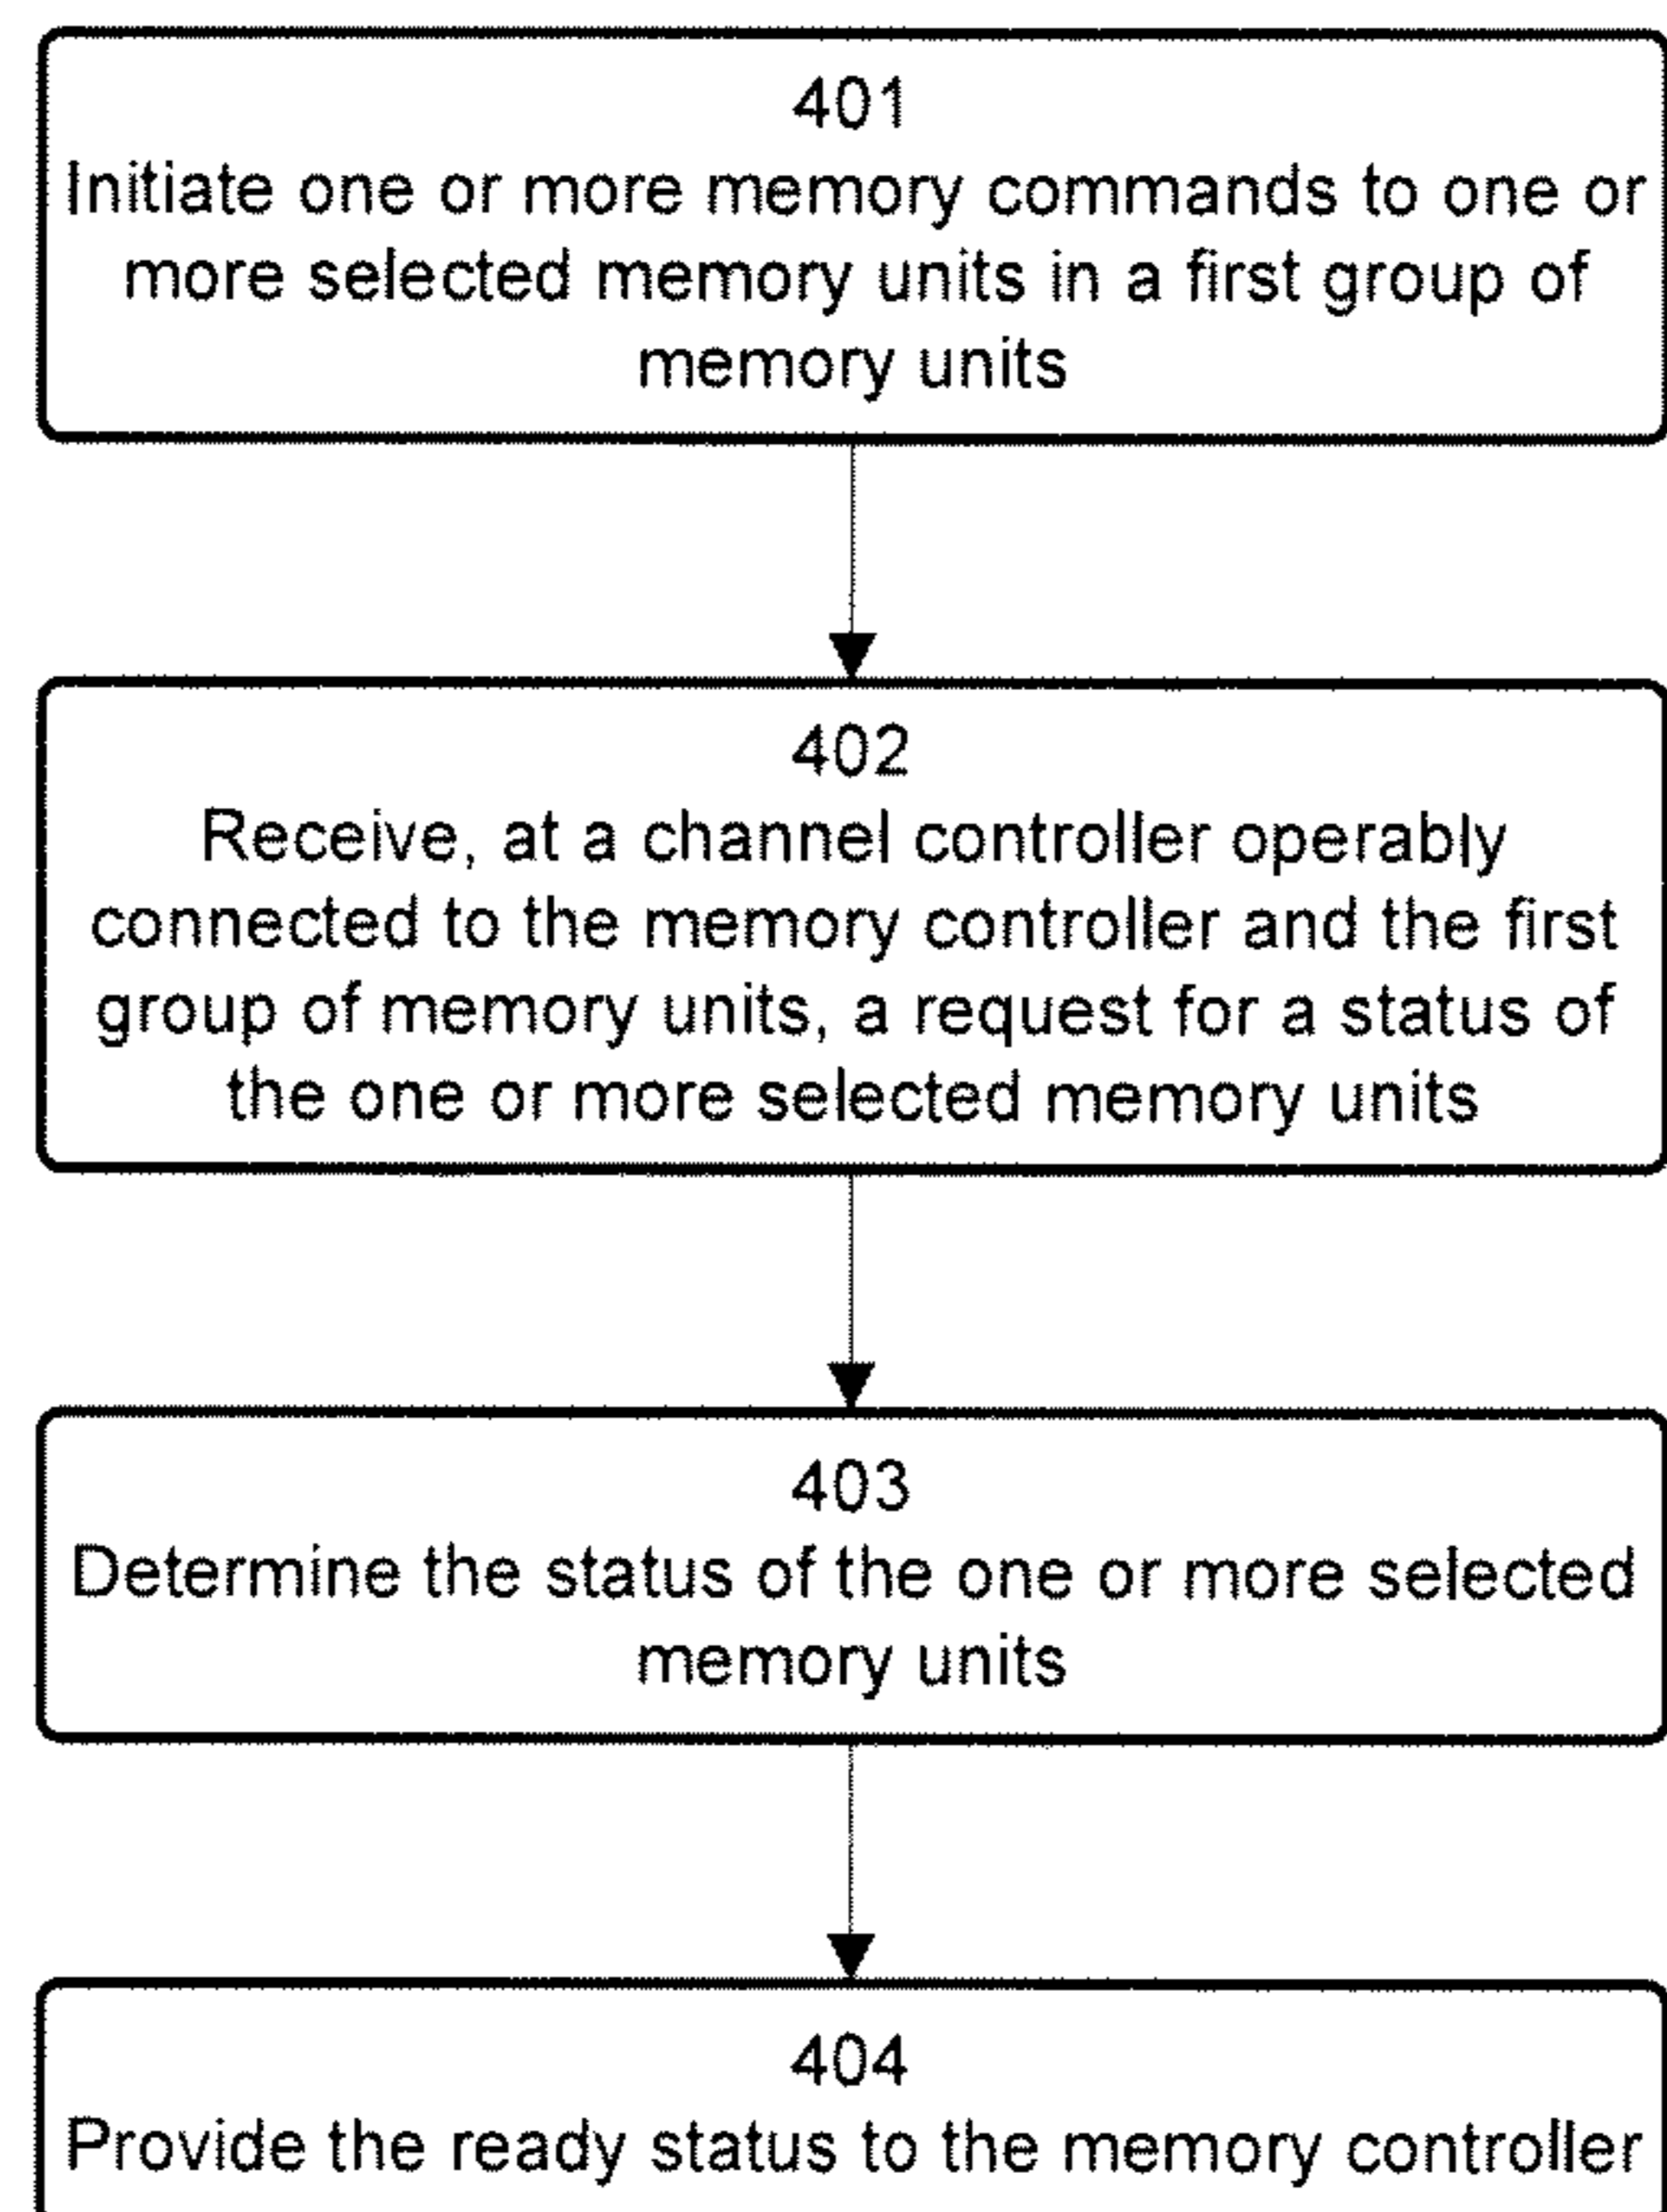 401
Initiate one or more memory commands to one or
more selected memory units in a first group of
memory units
402
Receive, at a channel controller operably
connected to the memory controller and the first
group of memory units, a request for a status of
the one or more selected memory units
403
Determine the status of the one or more selected
memory units
404
Provide the ready status to the memory controller